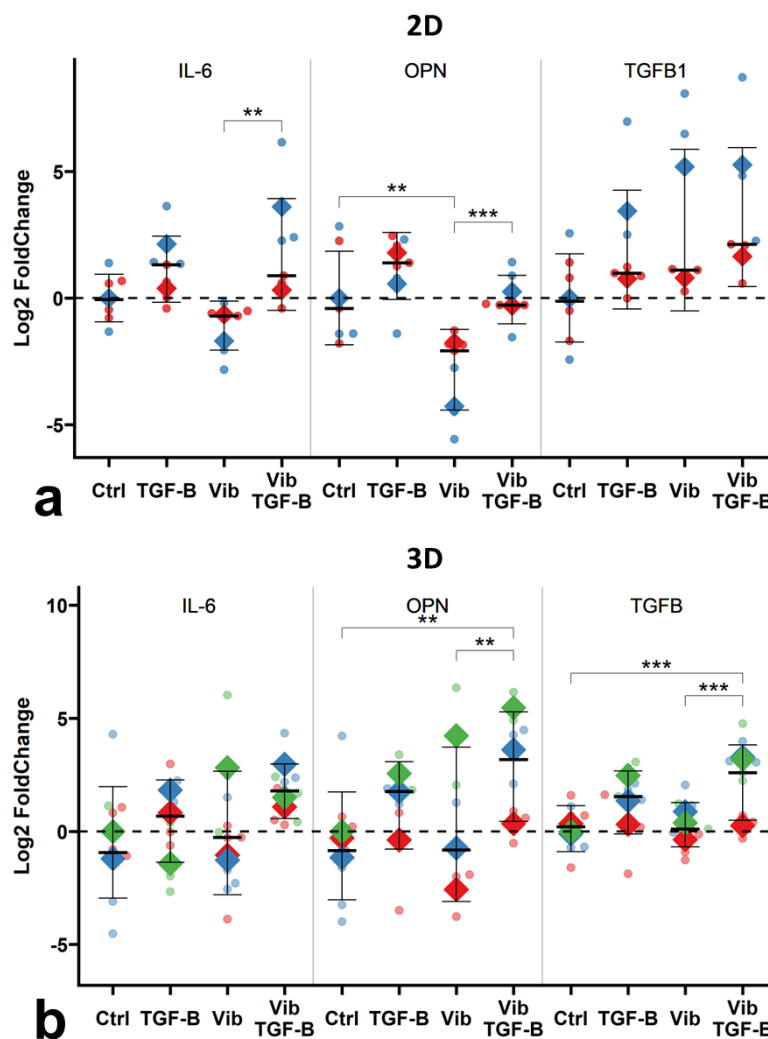 2D
IL-6 OPN TGFB1
** ** ***
Log2 FoldChange
5
0
-5
Ctrl TGF-B Vib Vib TGF-B Ctrl TGF-B Vib Vib TGF-B Ctrl TGF-B Vib Vib TGF-B
a
3D
IL-6 OPN TGFB
** ** *** ***
Log2 FoldChange
10
5
0
-5
Ctrl TGF-B Vib Vib TGF-B Ctrl TGF-B Vib Vib TGF-B Ctrl TGF-B Vib Vib TGF-B
b